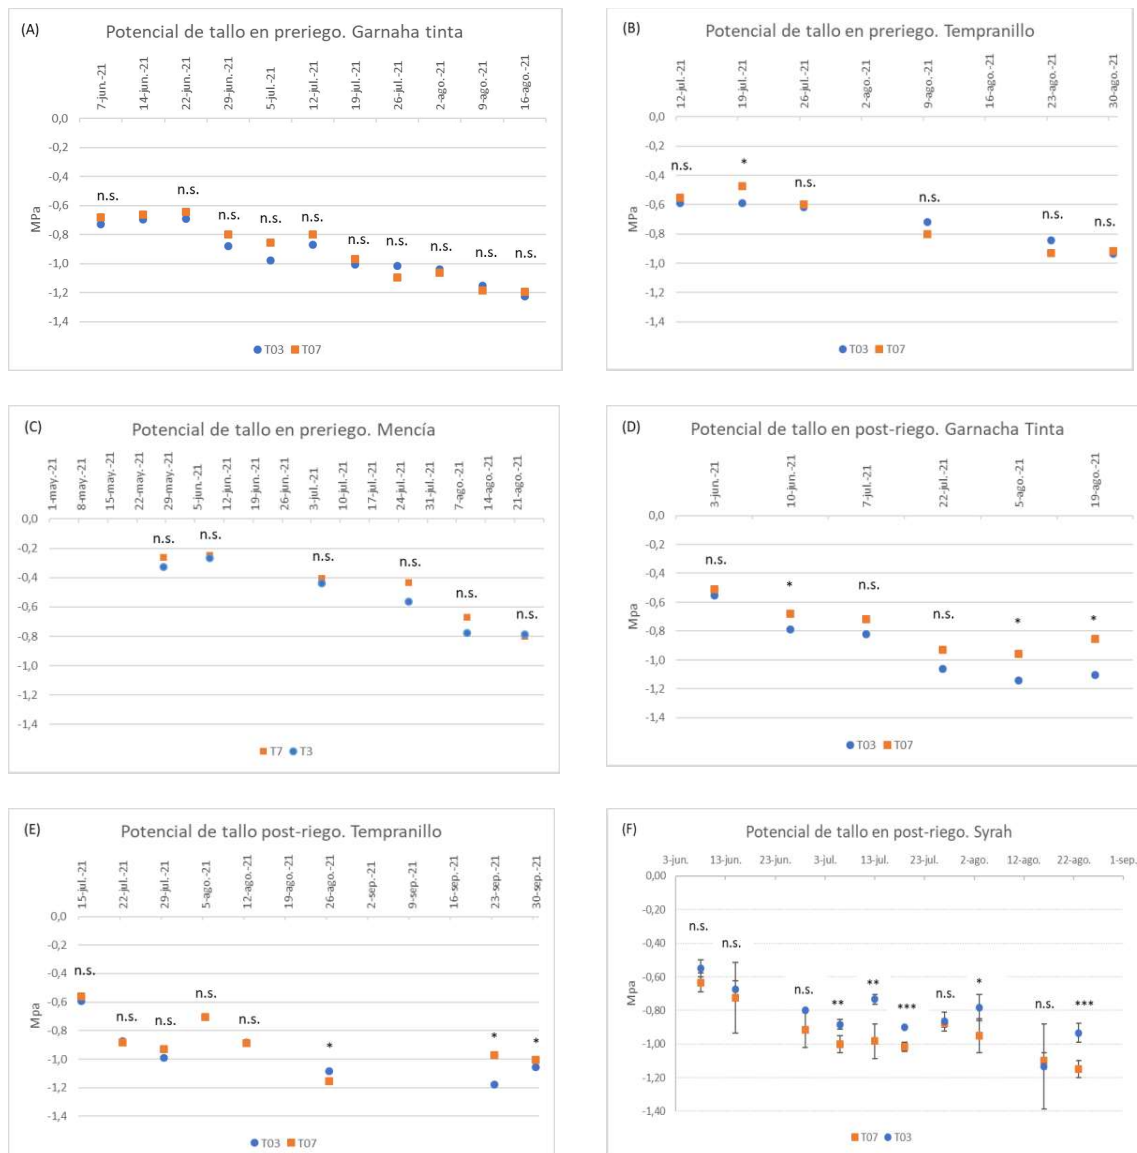 (A)
Potencial de tallo en preriego. Garnaha tinta
7-jun.-21 14-jun.-21 22-jun.-21 29-jun.-21 5-jul.-21 12-jul.-21 19-jul.-21 26-jul.-21 2-ago.-21 9-ago.-21 16-ago.-21
0,0
-0,2
-0,4
-0,6
-0,8
-1,0
-1,2
-1,4
MPa
n.s. n.s. n.s. n.s. n.s. n.s. n.s. n.s. n.s. n.s. n.s.
T03 T07
(B)
Potencial de tallo en preriego. Tempranillo
12-jul.-21 19-jul.-21 26-jul.-21 2-ago.-21 9-ago.-21 16-ago.-21 23-ago.-21 30-ago.-21
0,0
-0,2
-0,4
-0,6
-0,8
-1,0
-1,2
-1,4
MPa
n.s. * n.s. n.s. n.s. n.s.
T03 T07
(C)
Potencial de tallo en preriego. Mencía
1-may.-21 8-may.-21 15-may.-21 22-may.-21 29-may.-21 5-jun.-21 12-jun.-21 19-jun.-21 26-jun.-21 3-jul.-21 10-jul.-21 17-jul.-21 24-jul.-21 31-jul.-21 7-ago.-21 14-ago.-21 21-ago.-21
0,0
-0,2
-0,4
-0,6
-0,8
-1,0
-1,2
-1,4
n.s. n.s. n.s. n.s. n.s. n.s.
T7 T3
(D)
Potencial de tallo en post-riego. Garnacha Tinta
3-jun.-21 10-jun.-21 7-jul.-21 22-jul.-21 5-ago.-21 19-ago.-21
0,0
-0,2
-0,4
-0,6
-0,8
-1,0
-1,2
-1,4
Mpa
n.s. * n.s. n.s. * *
T03 T07
(E)
Potencial de tallo post-riego. Tempranillo
15-jul.-21 22-jul.-21 29-jul.-21 5-ago.-21 12-ago.-21 19-ago.-21 26-ago.-21 2-sep.-21 9-sep.-21 16-sep.-21 23-sep.-21 30-sep.-21
0,0
-0,2
-0,4
-0,6
-0,8
-1,0
-1,2
-1,4
Mpa
n.s. n.s. n.s. n.s. n.s. * * *
T03 T07
(F)
Potencial de tallo en post-riego. Syrah
3-jun. 13-jun. 23-jun. 3-jul. 13-jul. 23-jul. 2-ago. 12-ago. 22-ago. 1-sep.
0,00
-0,20
-0,40
-0,60
-0,80
-1,00
-1,20
-1,40
Mpa
n.s. n.s. n.s. ** ** *** n.s. * n.s. ***
T07 T03